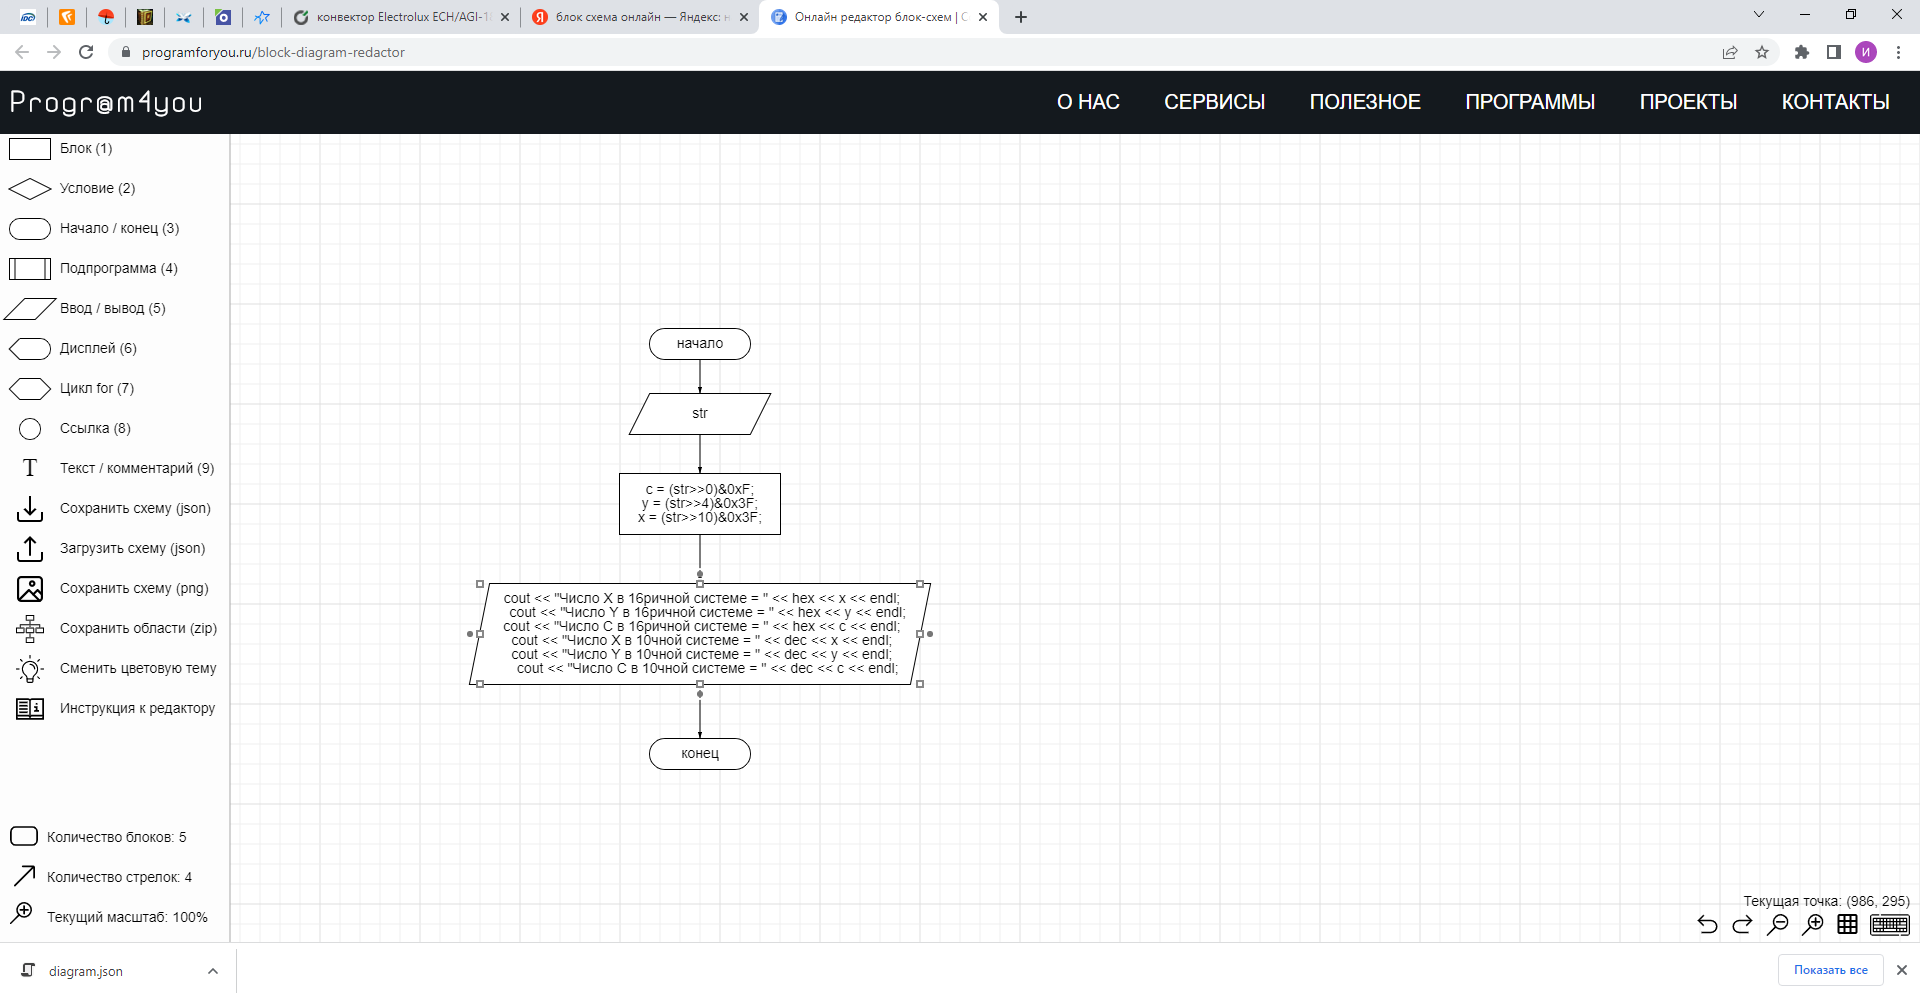 конвектор Electrolux ECH/AGI-1
блок схема онлайн — Яндекс: н
Онлайн редактор блок-схем | С
programforyou.ru/block-diagram-redactor
И
Progr@m4you
О НАС
СЕРВИСЫ
ПОЛЕЗНОЕ
ПРОГРАММЫ
ПРОЕКТЫ
КОНТАКТЫ
Блок (1)
Условие (2)
Начало / конец (3)
Подпрограмма (4)
Ввод / вывод (5)
Дисплей (6)
Цикл for (7)
Ссылка (8)
T Текст / комментарий (9)
Сохранить схему (json)
Загрузить схему (json)
Сохранить схему (png)
Сохранить области (zip)
Сменить цветовую тему
Инструкция к редактору
Количество блоков: 5
Количество стрелок: 4
Текущий масштаб: 100%
начало
str
c = (str>>0)&0xF;
y = (str>>4)&0x3F;
x = (str>>10)&0x3F;
cout << "Число X в 16ричной системе = " << hex << x << endl;
cout << "Число Y в 16ричной системе = " << hex << y << endl;
cout << "Число C в 16ричной системе = " << hex << c << endl;
cout << "Число X в 10чной системе = " << dec << x << endl;
cout << "Число Y в 10чной системе = " << dec << y << endl;
cout << "Число C в 10чной системе = " << dec << c << endl;
конец
Текущая точка: (986, 295)
diagram.json
Показать все